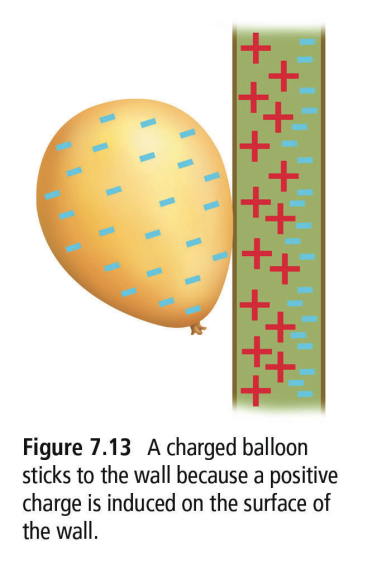 Figure 7.13 A charged balloon
sticks to the wall because a positive
charge is induced on the surface of
the wall.